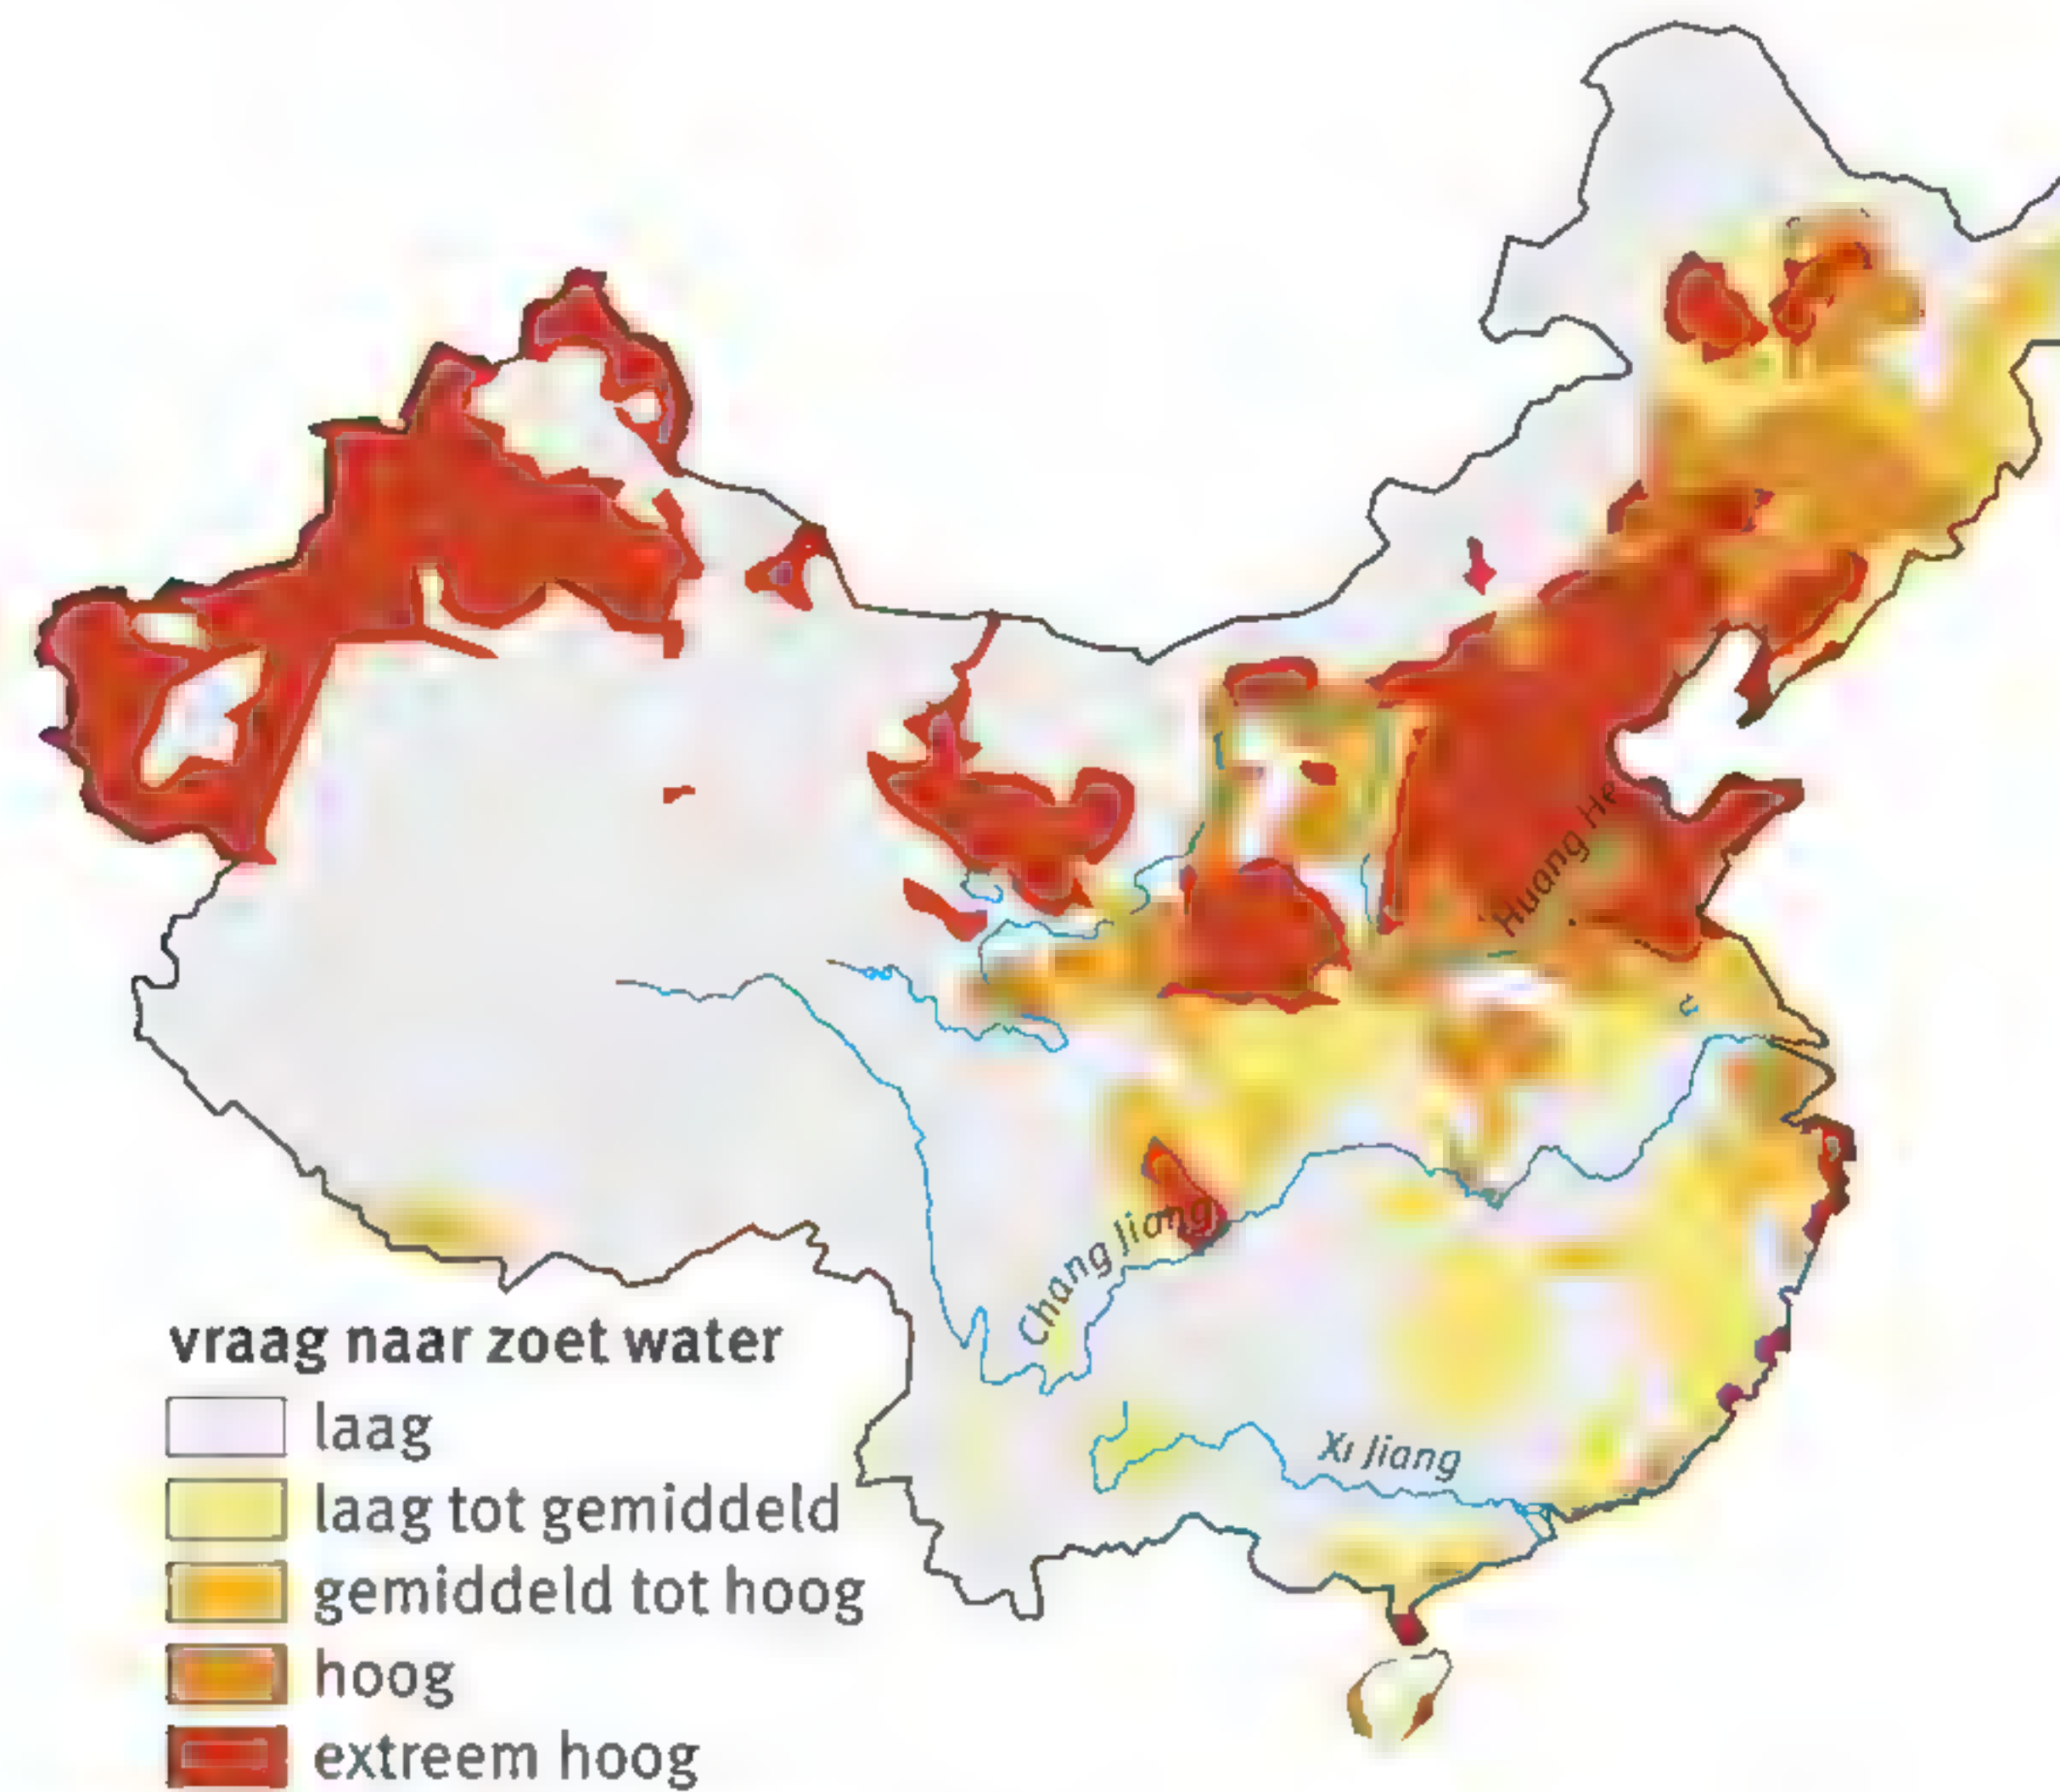 Huang He
Chang Jiang
Xi Jiang
vraag naar zoet water
laag
laag tot gemiddeld
gemiddeld tot hoog
hoog
extreem hoog